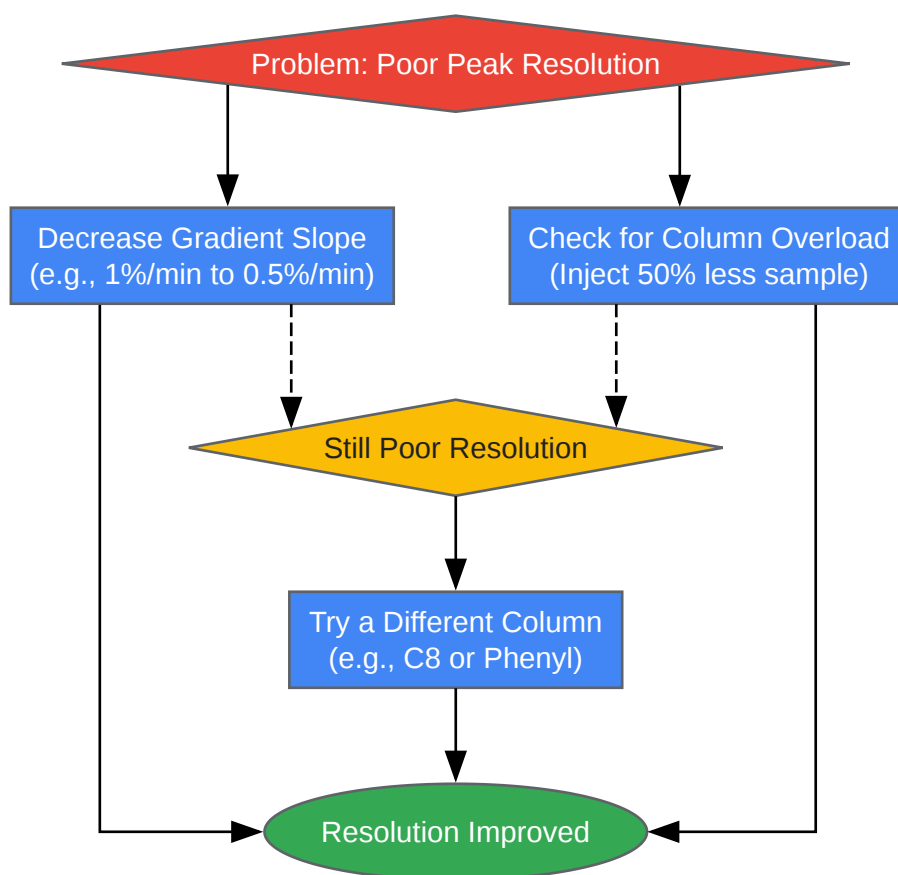 Problem: Poor Peak Resolution
Decrease Gradient Slope
(e.g., 1%/min to 0.5%/min)
Check for Column Overload
(Inject 50% less sample)
Still Poor Resolution
Try a Different Column
(e.g., C8 or Phenyl)
Resolution Improved